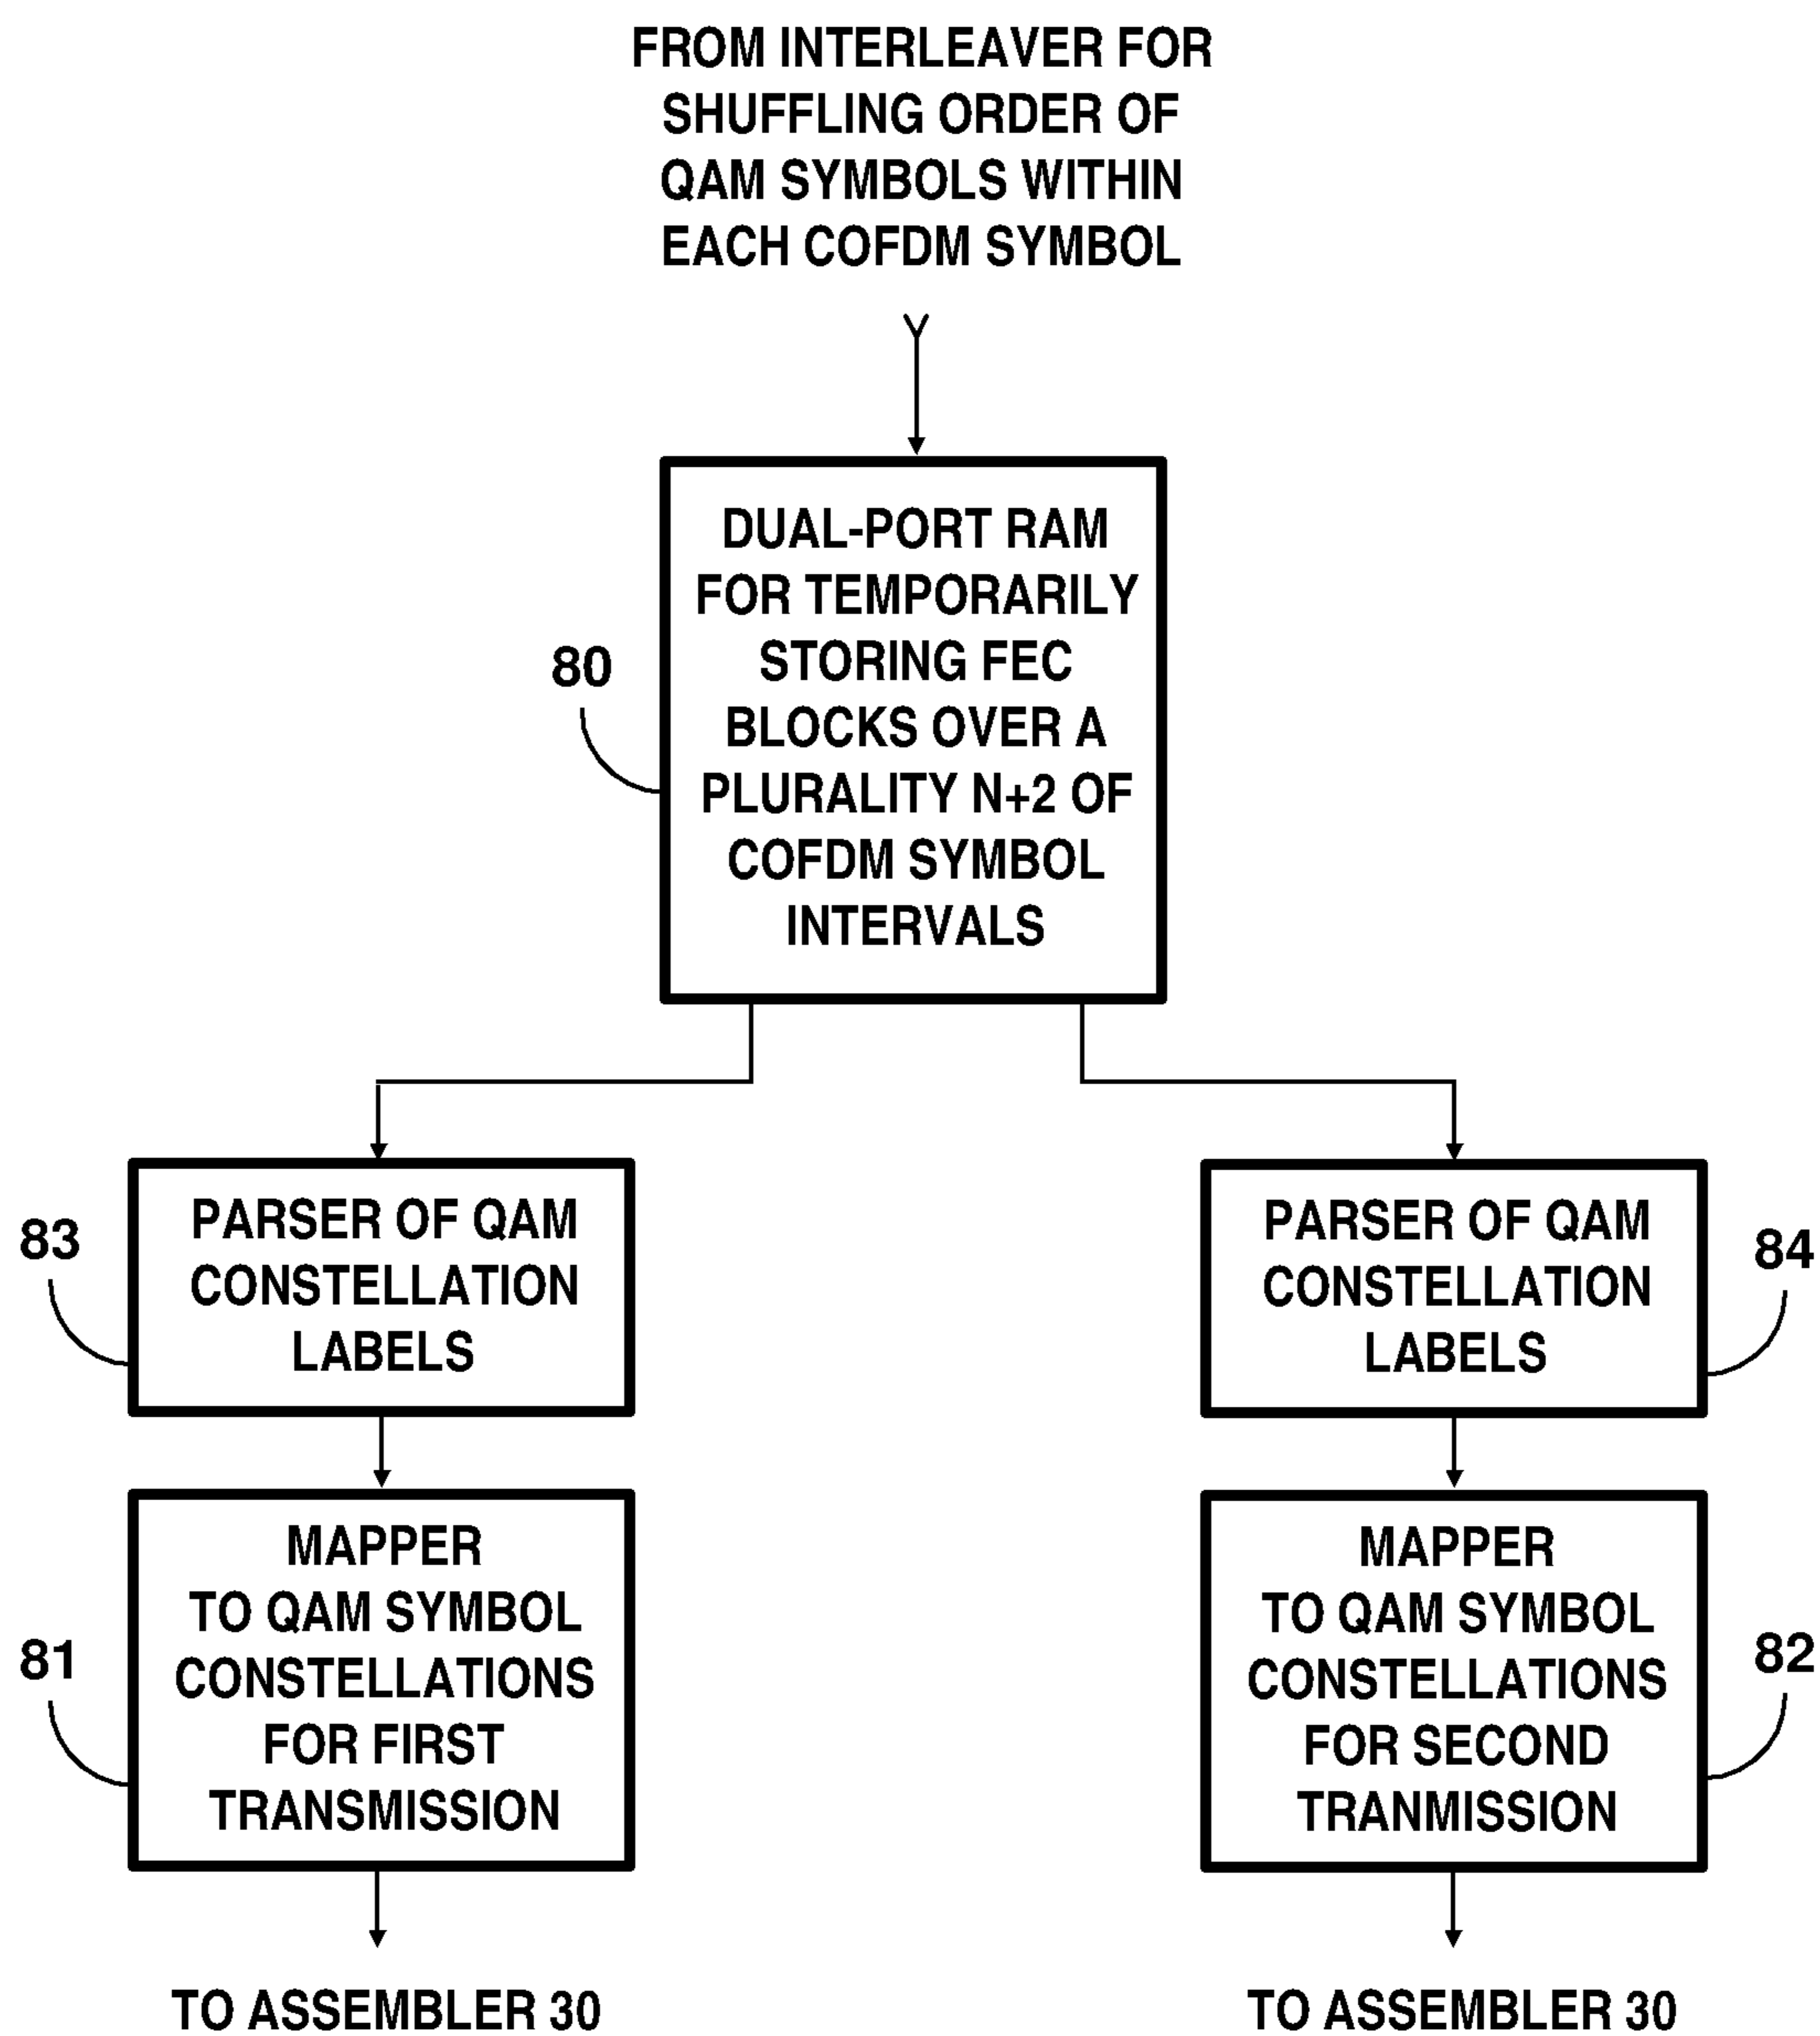 FROM INTERLEAVER FOR
SHUFFLING ORDER OF
QAM SYMBOLS WITHIN
EACH COFDM SYMBOL
DUAL-PORT RAM
FOR TEMPORARILY
STORING FEC
BLOCKS OVER A
PLURALITY N+2 OF
COFDM SYMBOL
INTERVALS
80
PARSER OF QAM
CONSTELLATION
LABELS
83
PARSER OF QAM
CONSTELLATION
LABELS
84
MAPPER
TO QAM SYMBOL
CONSTELLATIONS
FOR FIRST
TRANSMISSION
81
MAPPER
TO QAM SYMBOL
CONSTELLATIONS
FOR SECOND
TRANMISSION
82
TO ASSEMBLER 30
TO ASSEMBLER 30